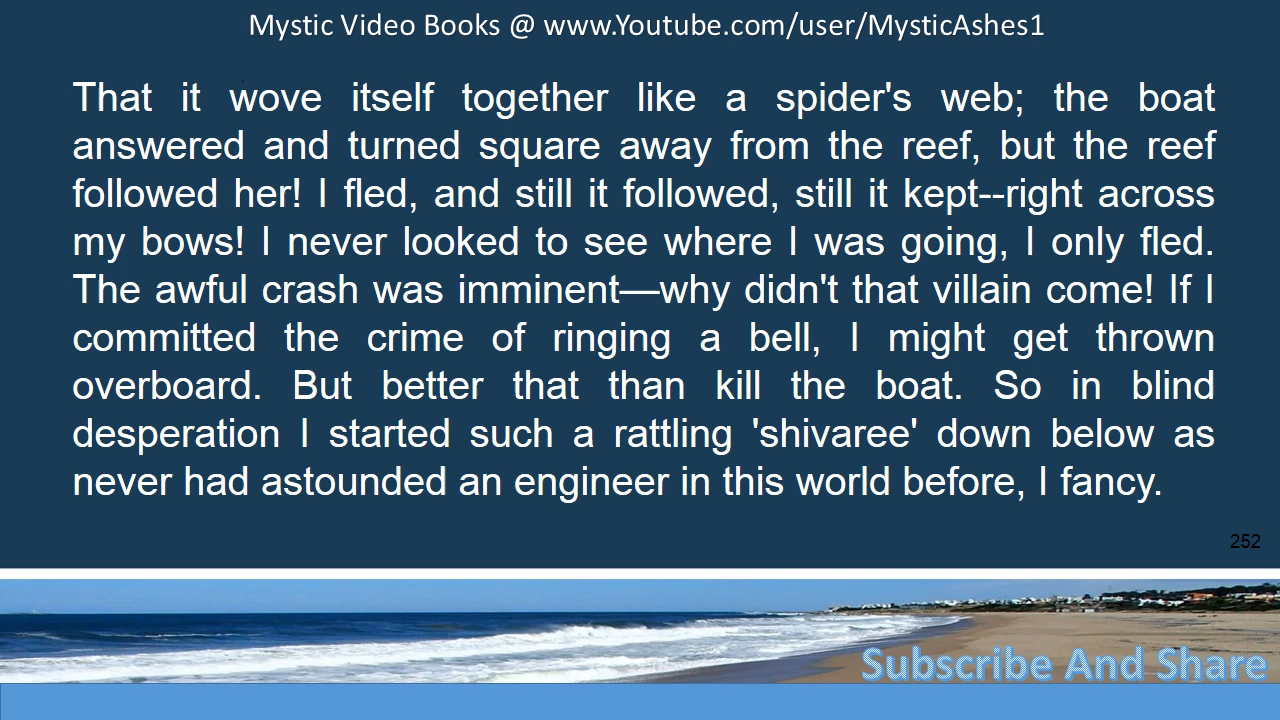 Mystic Video Books @ www.Youtube.com/user/MysticAshes1
That it wove itself together like a spider's web; the boat
answered and turned square away from the reef, but the reef
followed her! I fled, and still it followed, still it kept--right across
my bows! I never looked to see where I was going, I only fled.
The awful crash was imminent—why didn't that villain come! If I
committed the crime of ringing a bell, I might get thrown
overboard. But better that than kill the boat. So in blind
desperation I started such a rattling 'shivaree' down below as
never had astounded an engineer in this world before, I fancy.
252
Subscribe And Share